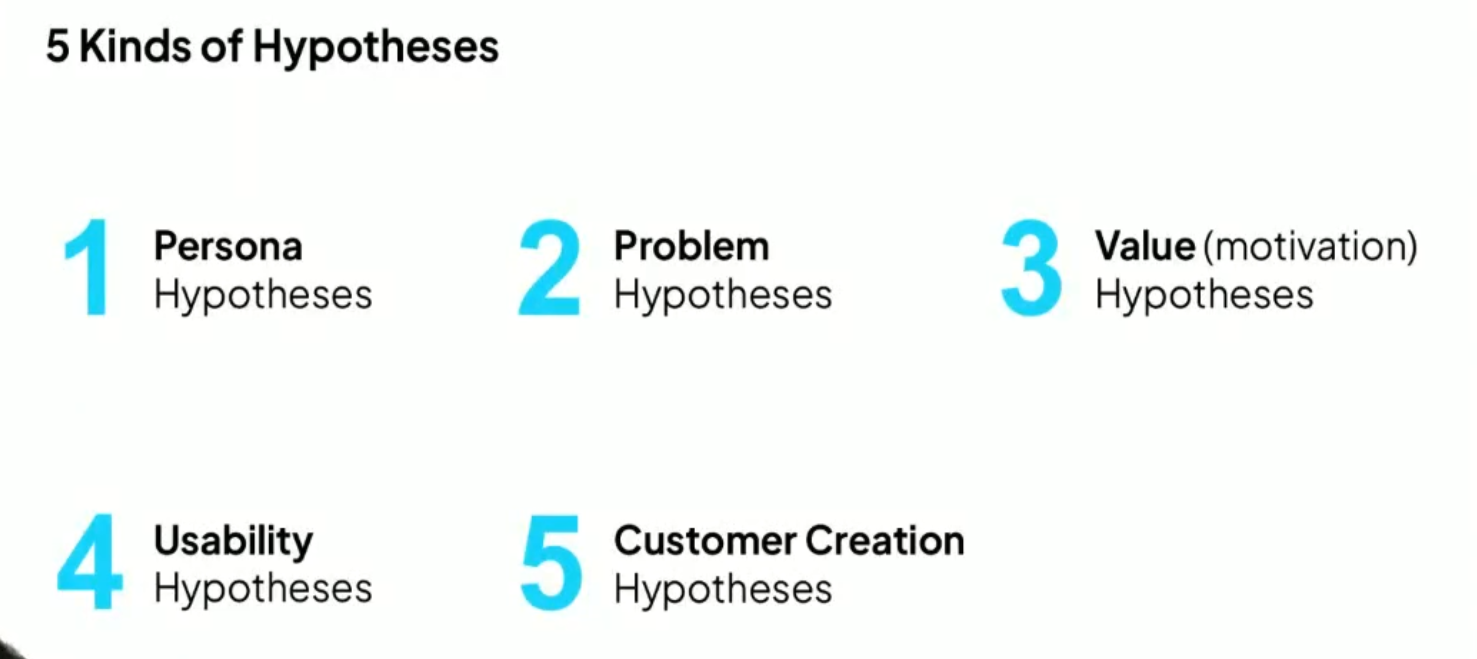 5 Kinds of Hypotheses
1 Persona
Hypotheses
2 Problem
Hypotheses
3 Value (motivation)
Hypotheses
4 Usability
Hypotheses
5 Customer Creation
Hypotheses